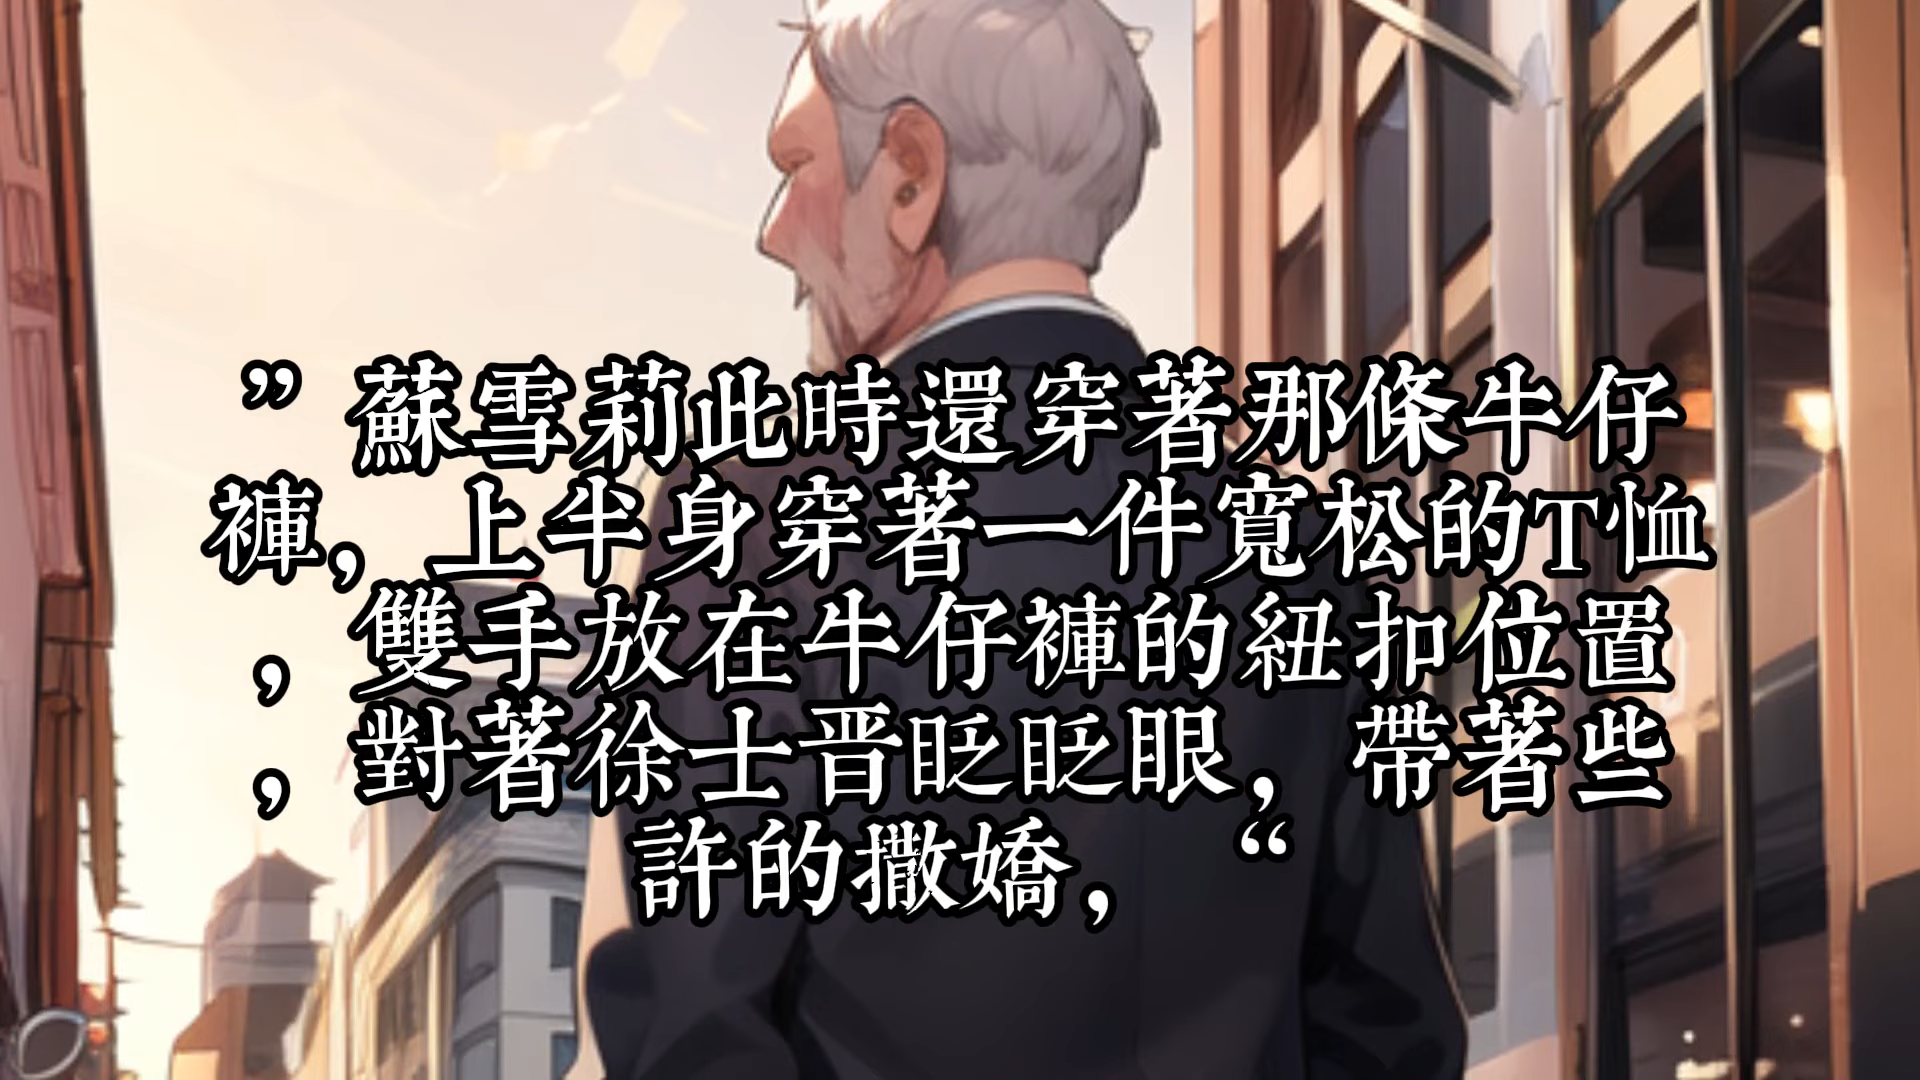 ”蘇雪莉此時還穿著那條牛仔
褲，上半身穿著一件寬松的T恤
，雙手放在牛仔褲的紐扣位置
，對著徐士晋眨眨眼，帶著些
許的撒嬌，“